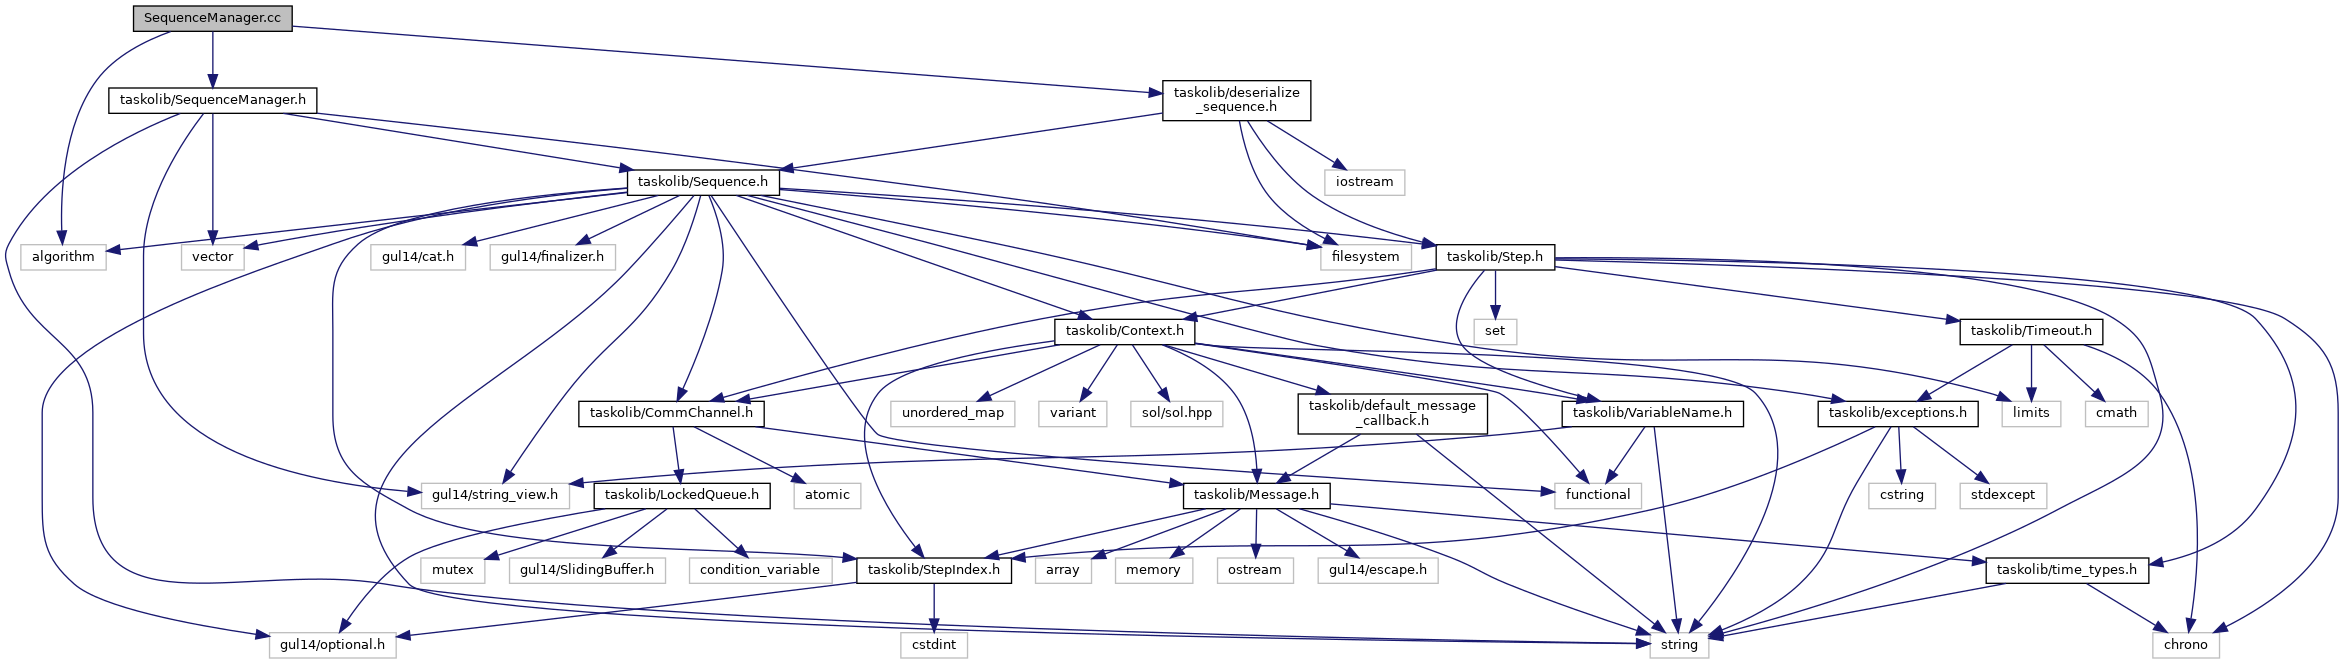 SequenceManager.cc
taskolib/SequenceManager.h
taskolib/deserialize
_sequence.h
taskolib/Sequence.h
iostream
algorithm
vector
gul14/cat.h
gul14/finalizer.h
filesystem
taskolib/Step.h
taskolib/Context.h
set
taskolib/Timeout.h
taskolib/CommChannel.h
unordered_map
variant
sol/sol.hpp
taskolib/default_message
_callback.h
taskolib/VariableName.h
taskolib/exceptions.h
limits
cmath
gul14/string_view.h
taskolib/LockedQueue.h
atomic
taskolib/Message.h
functional
cstring
stdexcept
mutex
gul14/SlidingBuffer.h
condition_variable
taskolib/StepIndex.h
array
memory
ostream
gul14/escape.h
taskolib/time_types.h
gul14/optional.h
cstdint
string
chrono